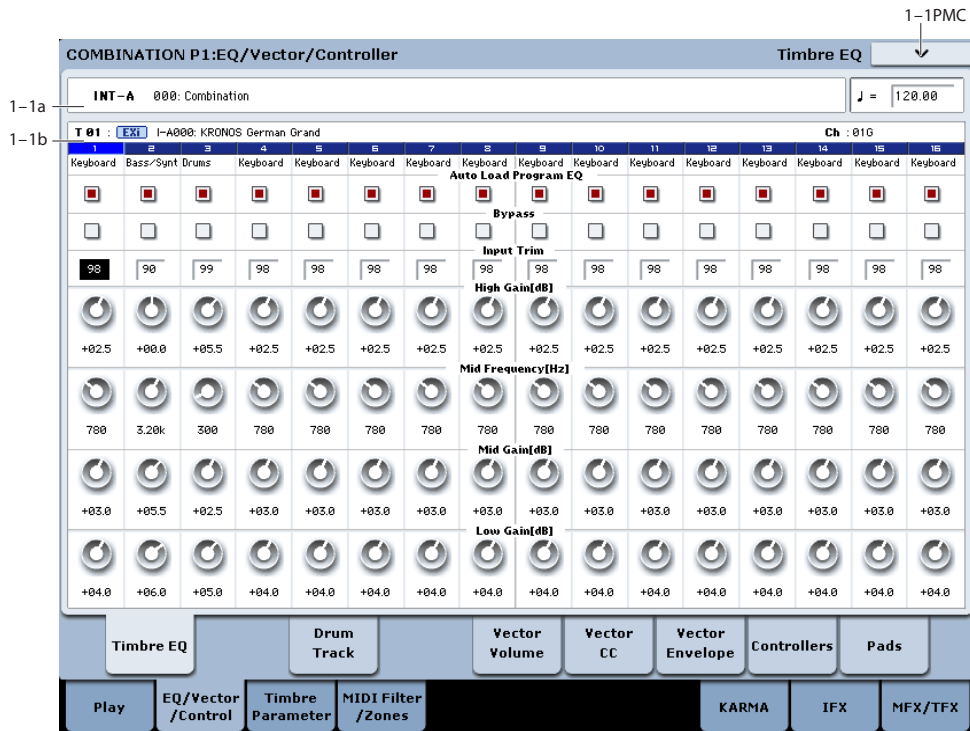 1–1PMC
COMBINATION P1:EQ/Vector/Controller Timbre EQ
1–1a
INT–A 000: Combination ♩ = 120.00
1–1b
T 01 : EXi I–A000: KRONOS German Grand Ch : 01G
1 2 3 4 5 6 7 8 9 10 11 12 13 14 15 16
Keyboard Bass/Synt Drums Keyboard Keyboard Keyboard Keyboard Keyboard Keyboard Keyboard Keyboard Keyboard Keyboard Keyboard Keyboard Keyboard
Auto Load Program EQ
Bypass
Input Trim
98 90 99 98 98 98 98 98 98 98 98 98 98 98 98 98
High Gain[dB]
+02.5 +00.0 +05.5 +02.5 +02.5 +02.5 +02.5 +02.5 +02.5 +02.5 +02.5 +02.5 +02.5 +02.5 +02.5 +02.5
Mid Frequency[Hz]
780 3.20k 300 780 780 780 780 780 780 780 780 780 780 780 780 780
Mid Gain[dB]
+03.0 +05.5 +02.5 +03.0 +03.0 +03.0 +03.0 +03.0 +03.0 +03.0 +03.0 +03.0 +03.0 +03.0 +03.0 +03.0
Low Gain[dB]
+04.0 +06.0 +05.0 +04.0 +04.0 +04.0 +04.0 +04.0 +04.0 +04.0 +04.0 +04.0 +04.0 +04.0 +04.0 +04.0
Timbre EQ
Drum
Track
Vector
Volume
Vector
CC
Vector
Envelope
Controllers
Pads
Play
EQ/Vector
/Control
Timbre
Parameter
MIDI Filter
/Zones
KARMA
IFX
MFX/TFX